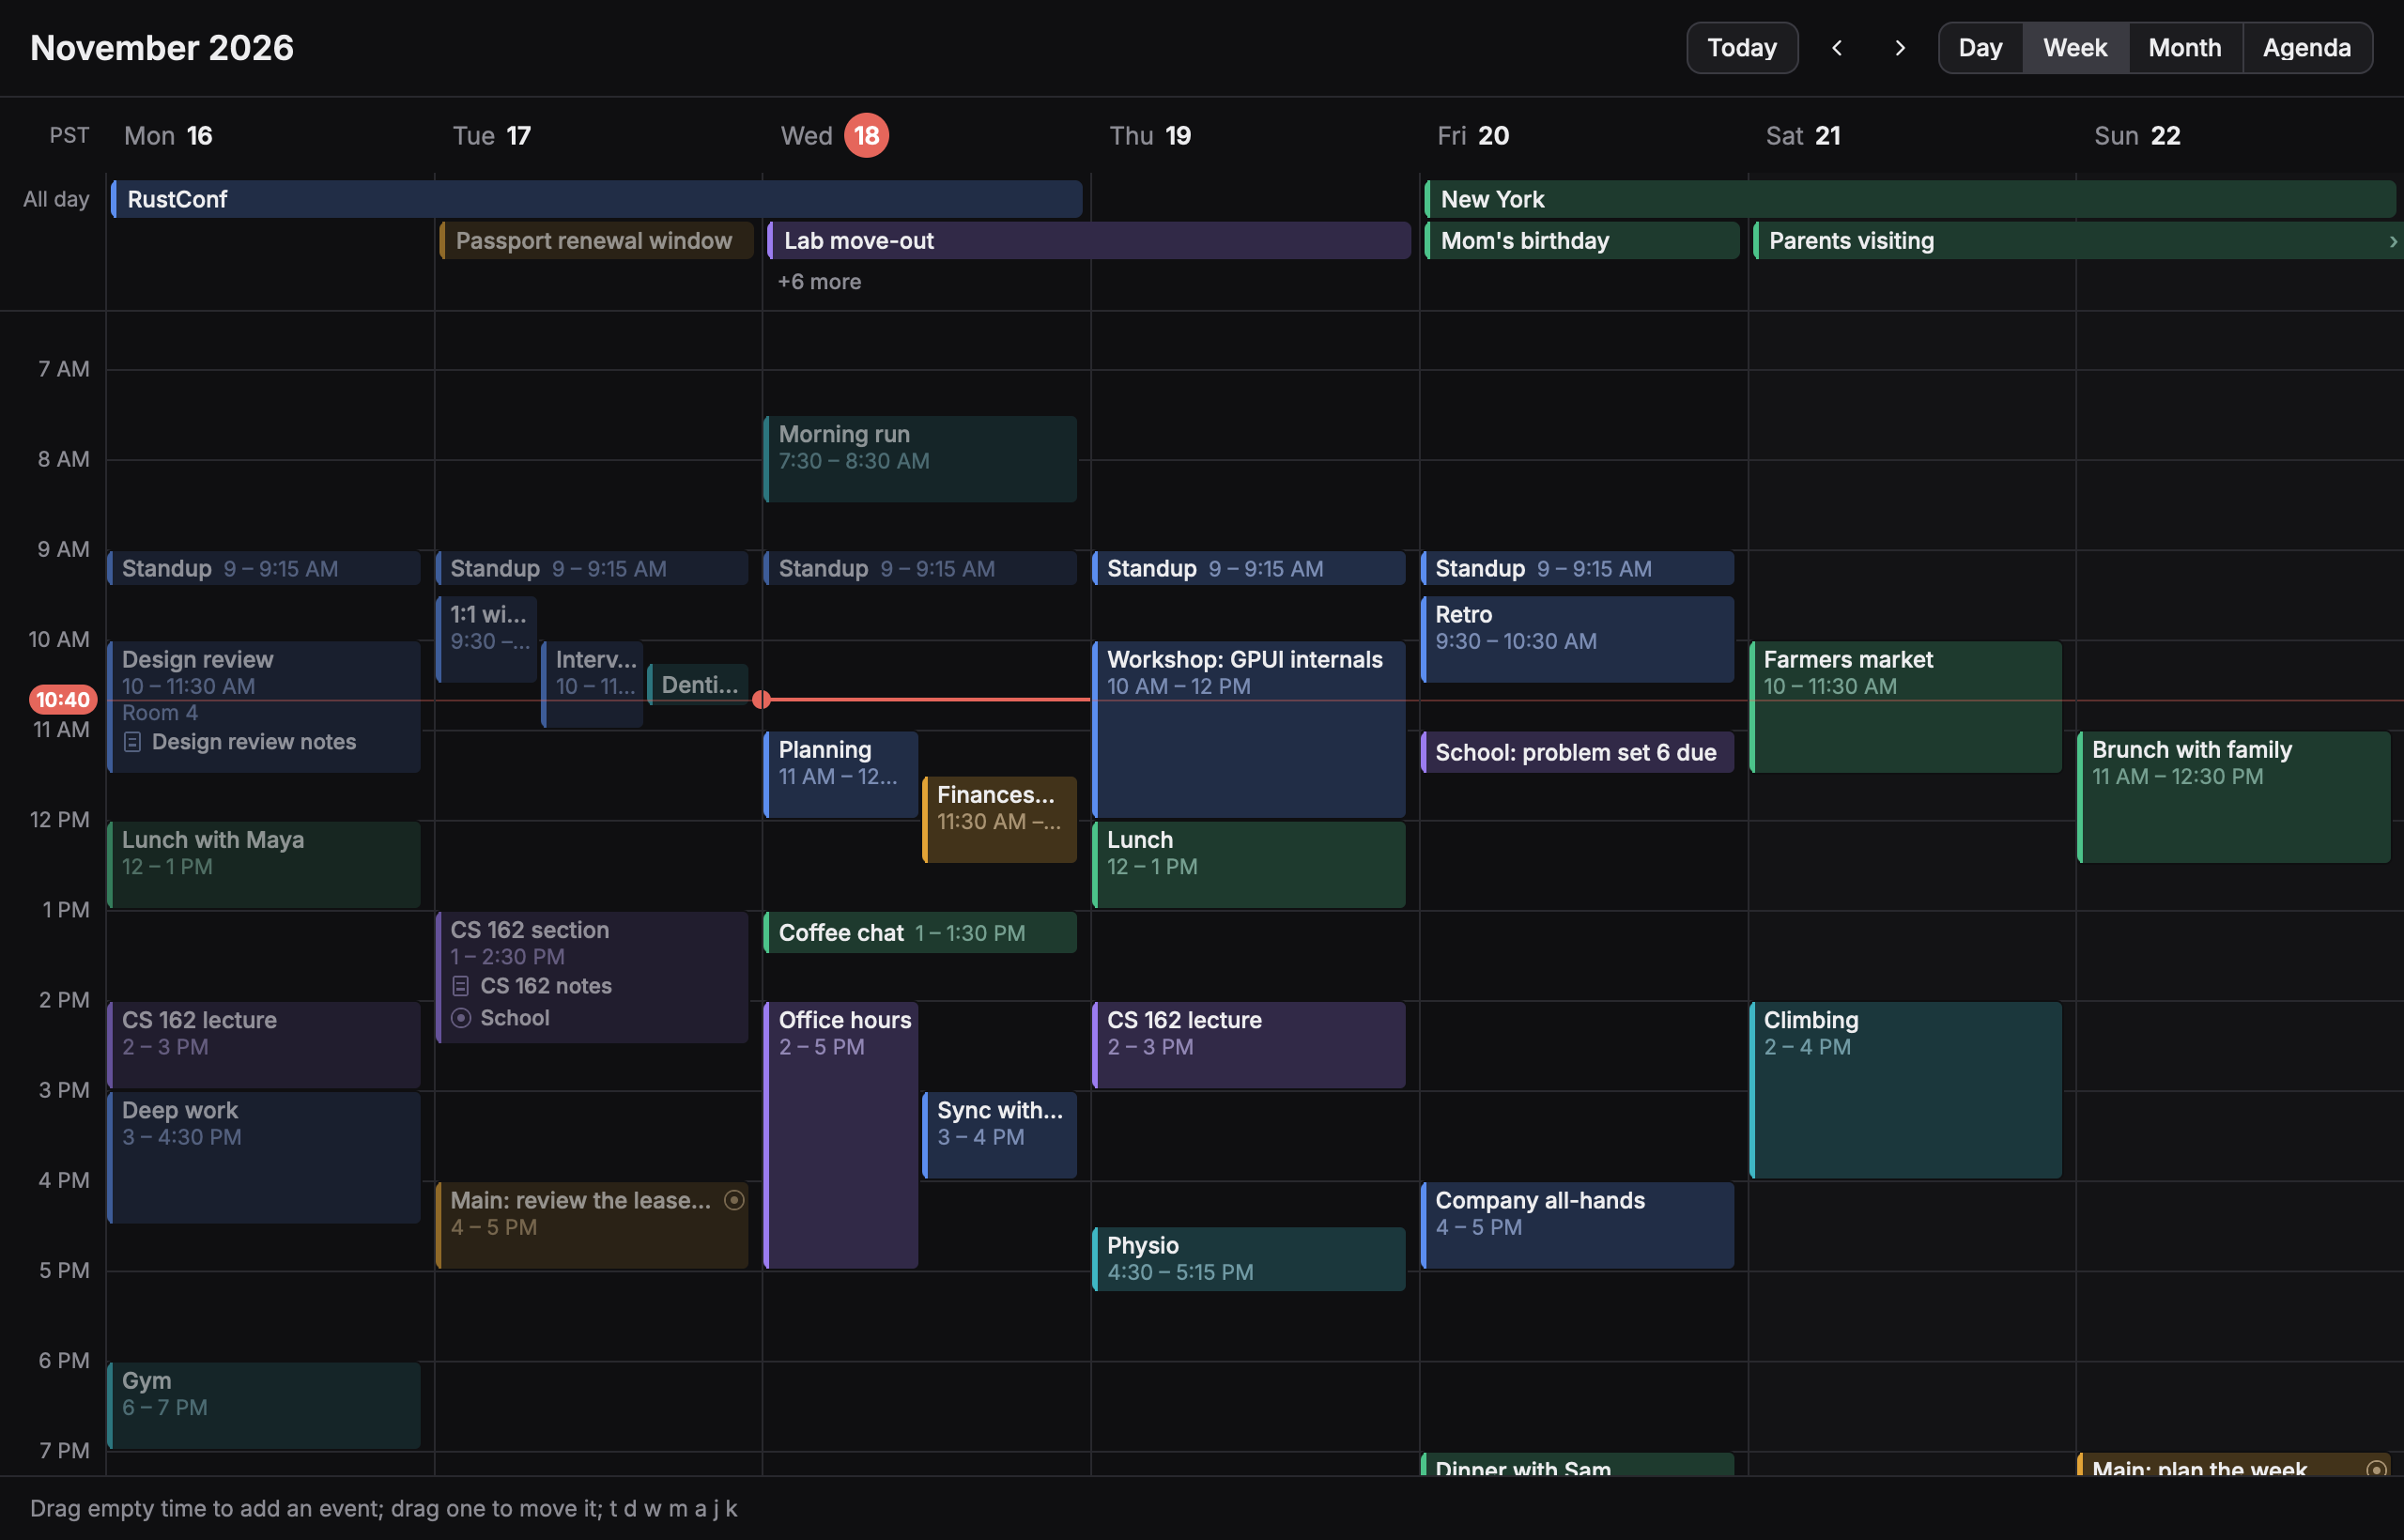 November 2026
Today
Day
Week
Month
Agenda
PST
Mon 16
Tue 17
Wed 18
Thu 19
Fri 20
Sat 21
Sun 22
All day
RustConf
New York
Passport renewal window
Lab move-out
Mom's birthday
Parents visiting
+6 more
7 AM
8 AM
9 AM
10 AM
10:40
11 AM
12 PM
1 PM
2 PM
3 PM
4 PM
5 PM
6 PM
7 PM
Standup 9 – 9:15 AM
Design review
10 – 11:30 AM
Room 4
Design review notes
Lunch with Maya
12 – 1 PM
CS 162 lecture
2 – 3 PM
Deep work
3 – 4:30 PM
Gym
6 – 7 PM
Standup 9 – 9:15 AM
1:1 wi...
9:30 –...
Interv...
10 – 11...
Denti...
CS 162 section
1 – 2:30 PM
CS 162 notes
School
Main: review the lease...
4 – 5 PM
Morning run
7:30 – 8:30 AM
Standup 9 – 9:15 AM
Planning
11 AM – 12...
Finances...
11:30 AM –...
Coffee chat 1 – 1:30 PM
Office hours
2 – 5 PM
Sync with...
3 – 4 PM
Standup 9 – 9:15 AM
Workshop: GPUI internals
10 AM – 12 PM
Lunch
12 – 1 PM
CS 162 lecture
2 – 3 PM
Physio
4:30 – 5:15 PM
Standup 9 – 9:15 AM
Retro
9:30 – 10:30 AM
School: problem set 6 due
Company all-hands
4 – 5 PM
Dinner with Sam
Farmers market
10 – 11:30 AM
Climbing
2 – 4 PM
Brunch with family
11 AM – 12:30 PM
Main: plan the week
Drag empty time to add an event; drag one to move it; t d w m a j k